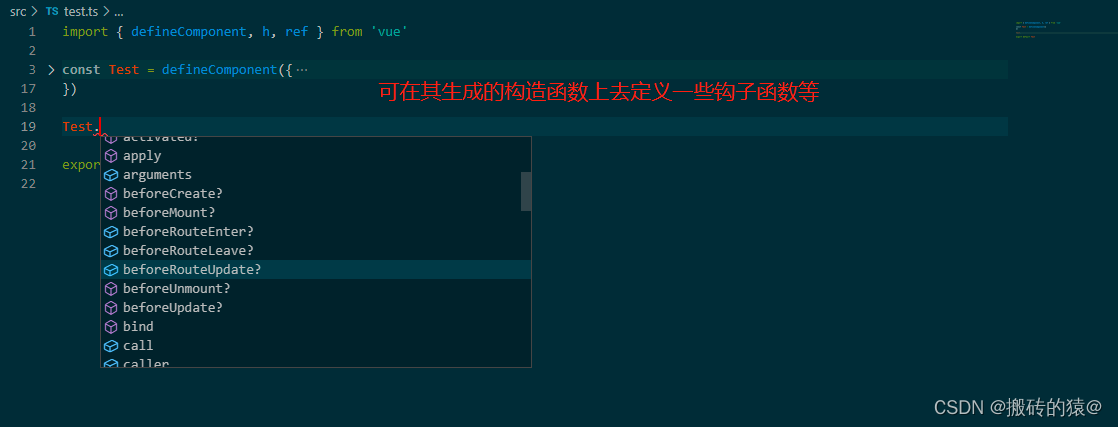 src > TS test.ts > ...
1 import { defineComponent, h, ref } from 'vue'
2
3 > const Test = defineComponent({ ···
17 })
可在其生成的构造函数上去定义一些钩子函数等
18
19 Test.
20 activated?
apply
21 expor
arguments
22 beforeCreate?
beforeMount?
beforeRouteEnter?
beforeRouteLeave?
beforeRouteUpdate?
beforeUnmount?
beforeUpdate?
bind
call
caller
CSDN @搬砖的猿@